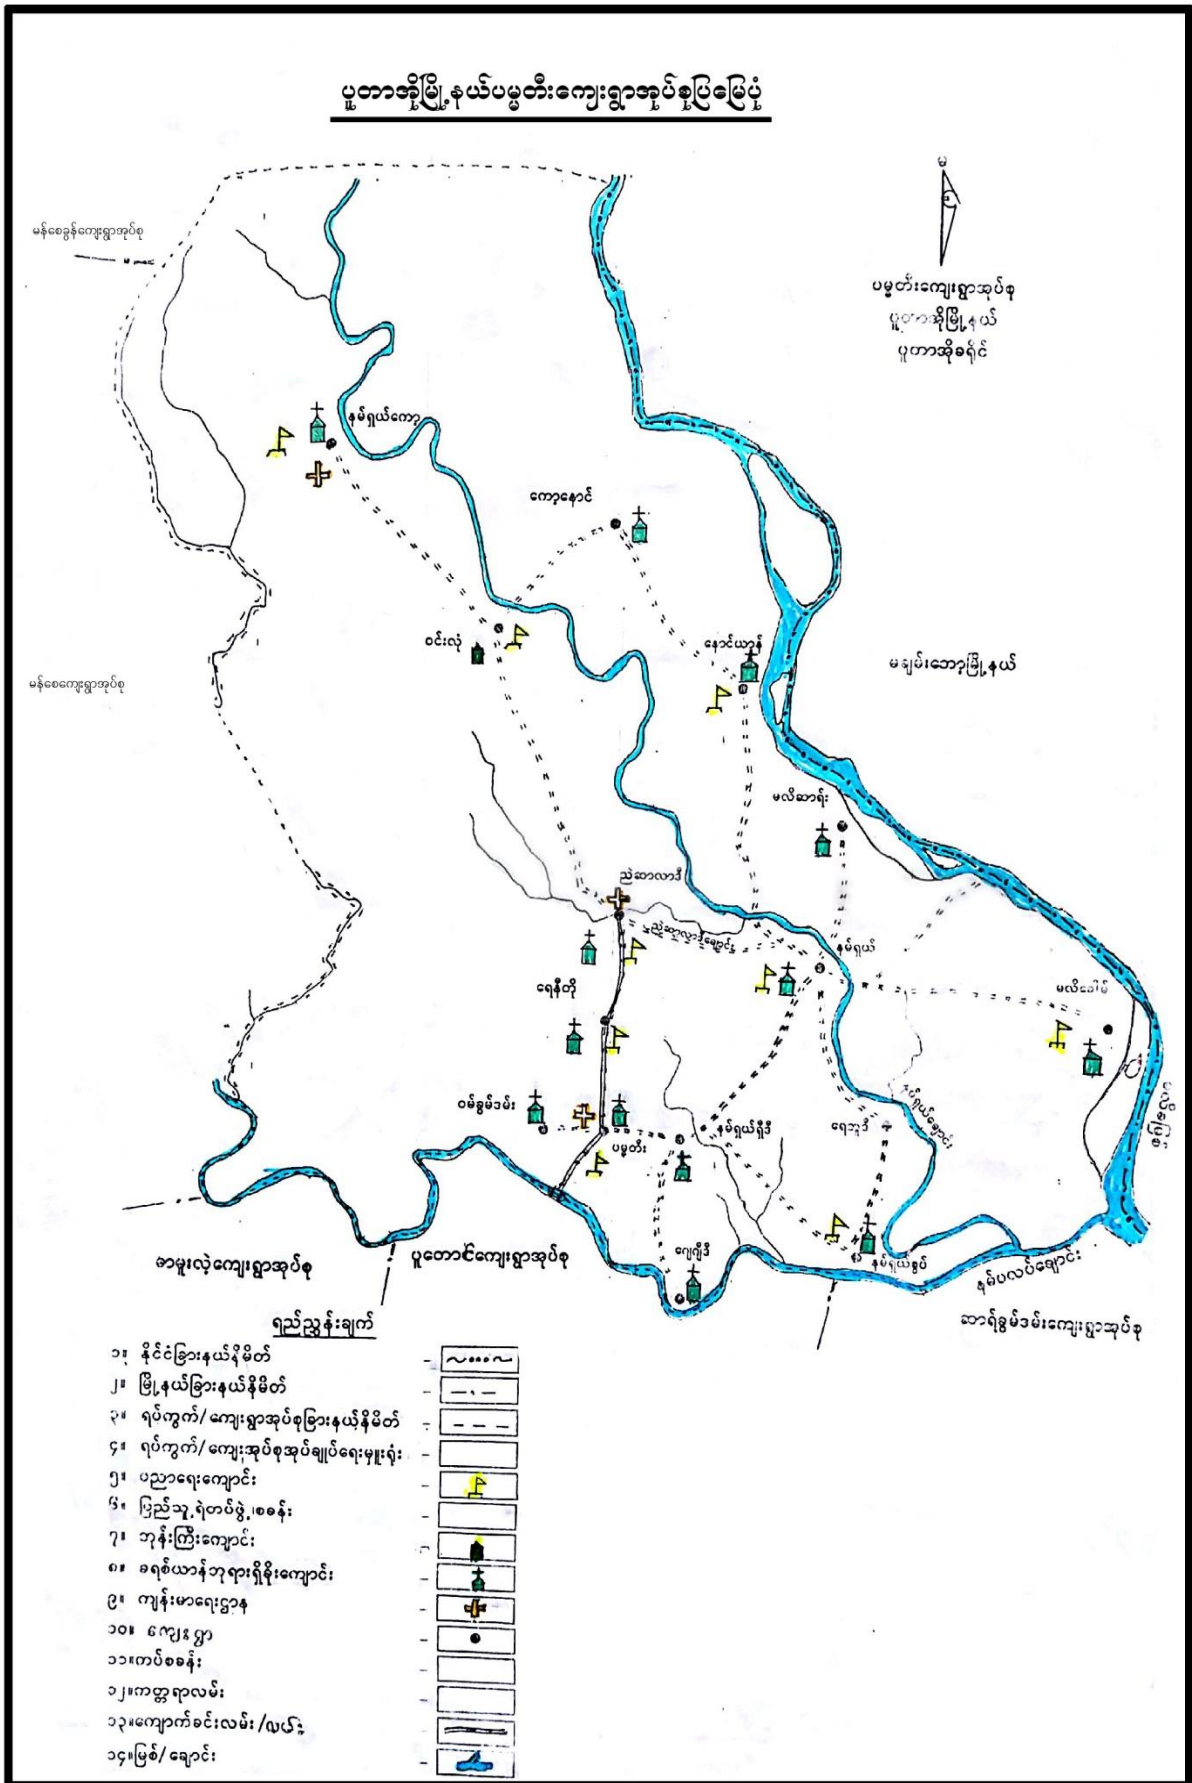 ပူတာအိုမြို့နယ်ပမ္မတီးကျေးရွာအုပ်စုပြမြေပုံ
မ
မန်စေခွန်ကျေးရွာအုပ်စု
ပမ္မတီးကျေးရွာအုပ်စု
ပူတာအိုမြို့နယ်
ပူတာအိုခရိုင်
နမ်ရှယ်ကော့
ကော့နောင်
ဝင်းလုံ
နောင်ယာန်
မချမ်းဘော့မြို့နယ်
မန်စေကျေးရွာအုပ်စု
မလိဆာရ်း
ညဲဆာလာဒီ
ညဲဆာလာဒီချောင်း
နမ်ရှယ်
ရေနီတို
မလိခေါမ်
ဝမ်ခွမ်ဒမ်း
ပမ္မတီး
နမ်ရှယ်ရှီဒီ
ရေဘူဒီ
နမ်ရှယ်ချောင်း
ဂျေဂျီဒီ
နမ်ရှယ်စွပ်
နမ်ပလပ်ချောင်း
ခါမူးလဲ့ကျေးရွာအုပ်စု
ပူတောင်ကျေးရွာအုပ်စု
ဆာရ်ခွမ်ဒမ်းကျေးရွာအုပ်စု
ရည်ညွှန်းချက်
၁။ နိုင်ငံခြားနယ်နိမိတ်
၂။ မြို့နယ်ခြားနယ်နိမိတ်
၃။ ရပ်ကွက်/ကျေးရွာအုပ်စုခြားနယ်နိမိတ်
၄။ ရပ်ကွက်/ကျေးအုပ်စုအုပ်ချုပ်ရေးမှူးရုံး
၅။ ပညာရေးကျောင်း
၆။ ပြည်သူ့ရဲတပ်ဖွဲ့စခန်း
၇။ ဘုန်းကြီးကျောင်း
၈။ ခရစ်ယာန်ဘုရားရှိခိုးကျောင်း
၉။ ကျန်းမာရေးဌာန
၁၀။ ကျေးရွာ
၁၁။ကပ်စခန်း
၁၂။ကတ္တရာလမ်း
၁၃။ကျောက်ခင်းလမ်း/
၁၄။မြစ်/ချောင်း